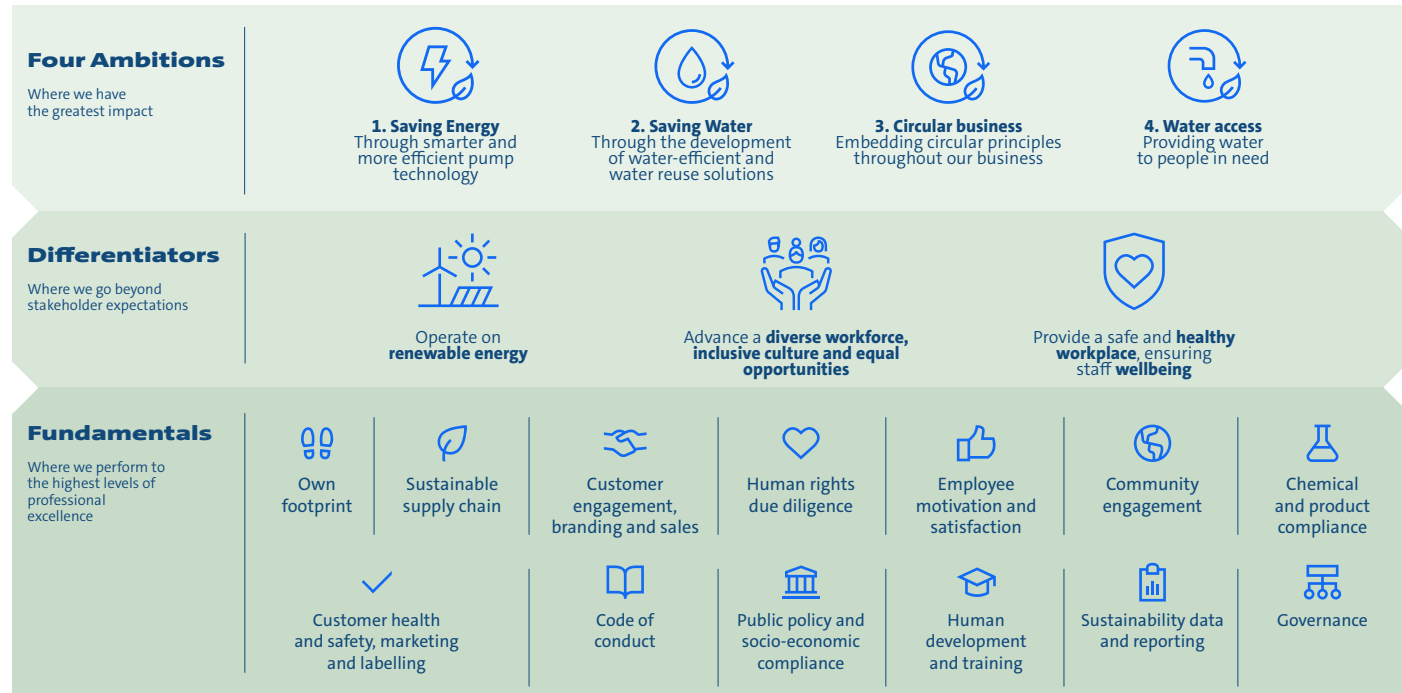 Four Ambitions
Where we have
the greatest impact
1. Saving Energy
Through smarter and
more efficient pump
technology
2. Saving Water
Through the development
of water-efficient and
water reuse solutions
3. Circular business
Embedding circular principles
throughout our business
4. Water access
Providing water
to people in need
Differentiators
Where we go beyond
stakeholder expectations
Operate on
renewable energy
Advance a diverse workforce,
inclusive culture and equal
opportunities
Provide a safe and healthy
workplace, ensuring
staff wellbeing
Fundamentals
Where we perform to
the highest levels of
professional
excellence
Own
footprint
Sustainable
supply chain
Customer
engagement,
branding and sales
Human rights
due diligence
Employee
motivation and
satisfaction
Community
engagement
Chemical
and product
compliance
Customer health
and safety, marketing
and labelling
Code of
conduct
Public policy and
socio-economic
compliance
Human
development
and training
Sustainability data
and reporting
Governance